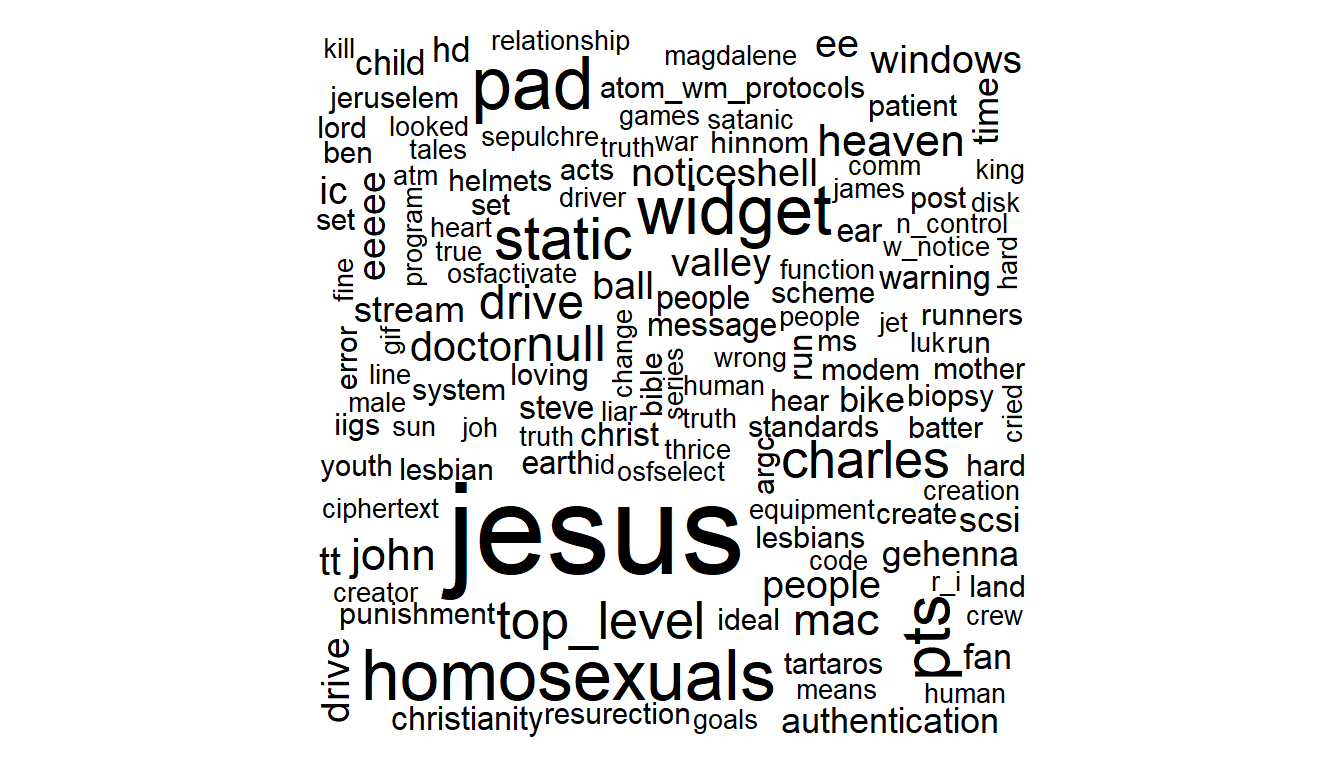 kill
child
hd
relationship
magdalene
ee
windows
jeruselem
pad
atom_wm_protocols
patient
time
lord
looked
games
satanic
ben
tales
sepulchre
truth
war
hinnom
heaven
ic
eeeee
atm
helmets
acts
noticeshell
comm
king
set
program
set
driver
widget
james
post
disk
heart
static
ear
n_control
true
w_notice
hard
fine
osfactivate
valley
function
warning
stream
drive
ball
people
scheme
error
gif
doctor
null
change
message
people
jet
runners
line
system
loving
bible
series
wrong
run
ms
luk
run
male
human
modem
mother
iigs
sun
joh
steve
liar
truth
hear
bike
biopsy
cried
truth
christ
standards
batter
youth
lesbian
earth
id
thrice
osfselect
argc
charles
hard
creation
ciphertext
jesus
equipment
create
scsi
lesbians
tt
john
code
gehenna
creator
people
r_i
land
punishment
top_level
ideal
mac
pts
crew
drive
homosexuals
tartaros
fan
means
human
christianity
resurection
goals
authentication